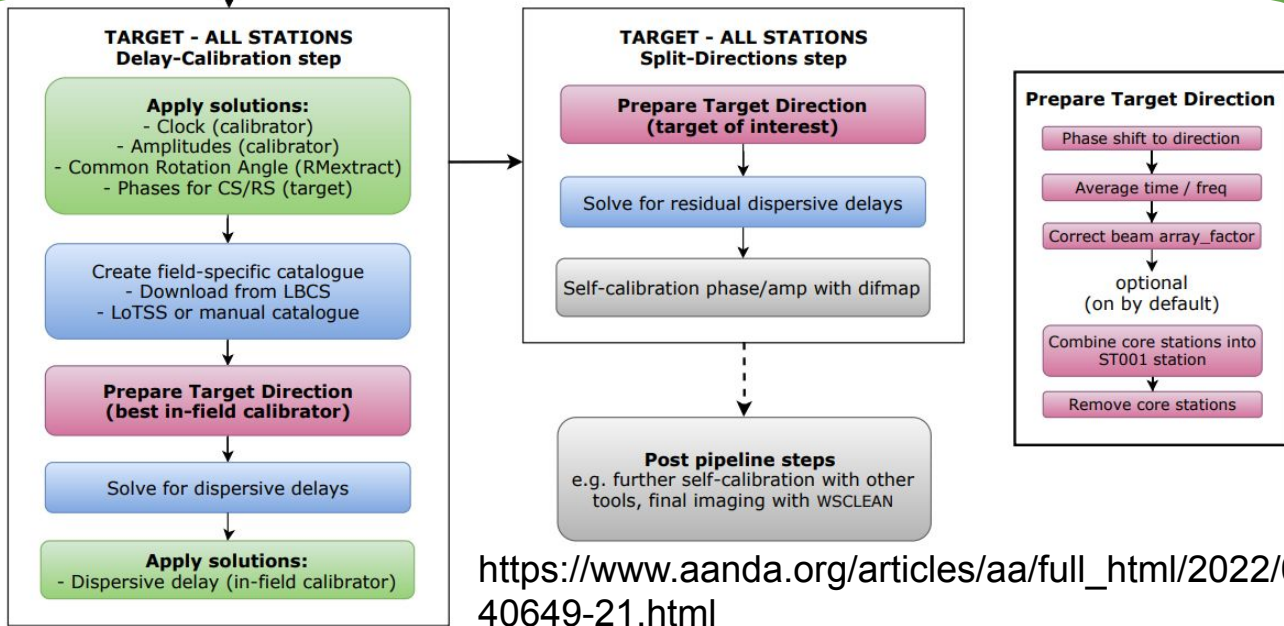 TARGET - ALL STATIONS
Delay-Calibration step
Apply solutions:
- Clock (calibrator)
- Amplitudes (calibrator)
- Common Rotation Angle (RMextract)
- Phases for CS/RS (target)
Create field-specific catalogue
- Download from LBCS
- LoTSS or manual catalogue
Prepare Target Direction
(best in-field calibrator)
Solve for dispersive delays
Apply solutions:
- Dispersive delay (in-field calibrator)
TARGET - ALL STATIONS
Split-Directions step
Prepare Target Direction
(target of interest)
Solve for residual dispersive delays
Self-calibration phase/amp with difmap
Post pipeline steps
e.g. further self-calibration with other
tools, final imaging with WSCLEAN
Prepare Target Direction
Phase shift to direction
Average time / freq
Correct beam array_factor
optional
(on by default)
Combine core stations into
ST001 station
Remove core stations
https://www.aanda.org/articles/aa/full_html/2022/
40649-21.html